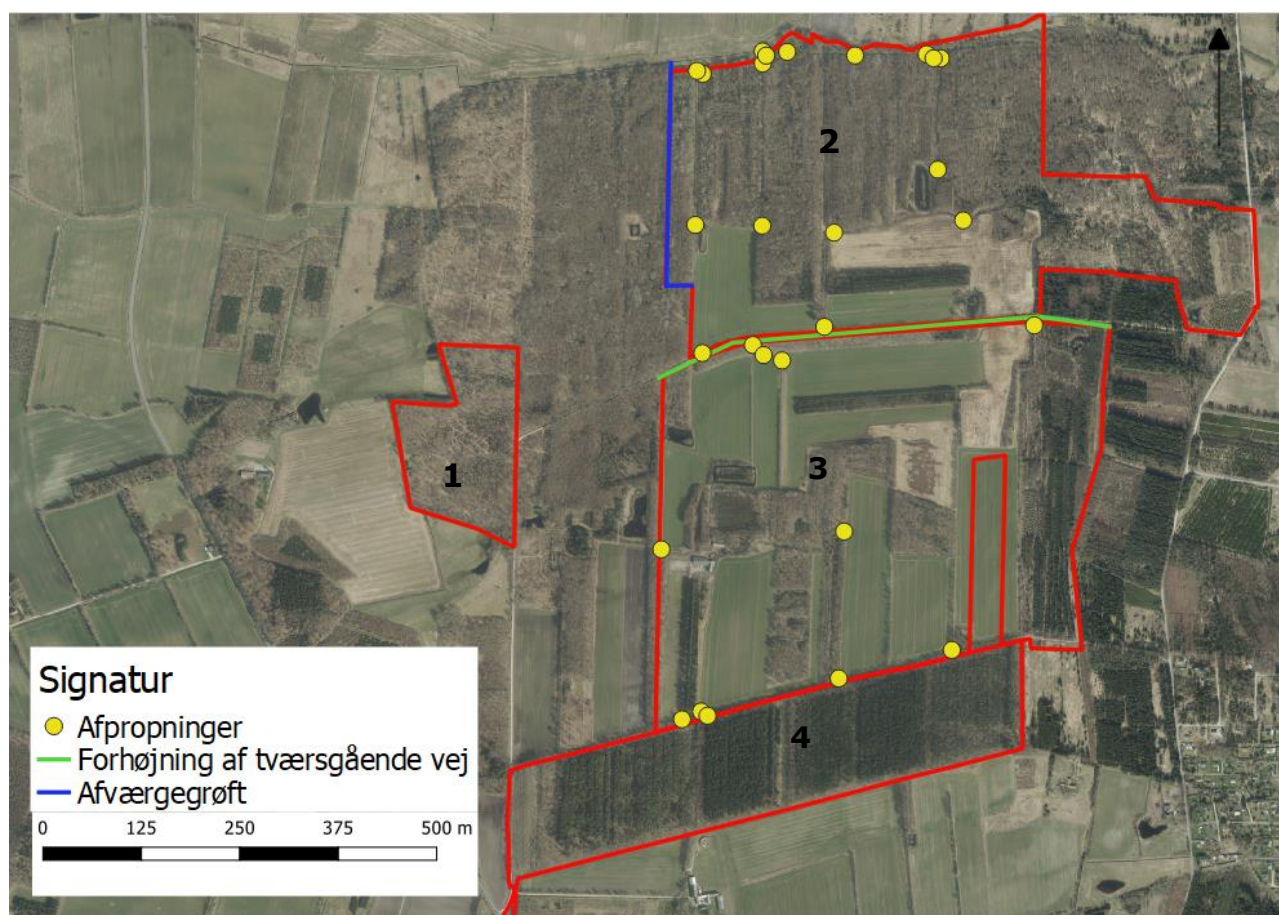 2
3
1
4
Signatur
Afpropninger
Forhøjning af tværsgående vej
Afværgegrøft
0 125 250 375 500 m